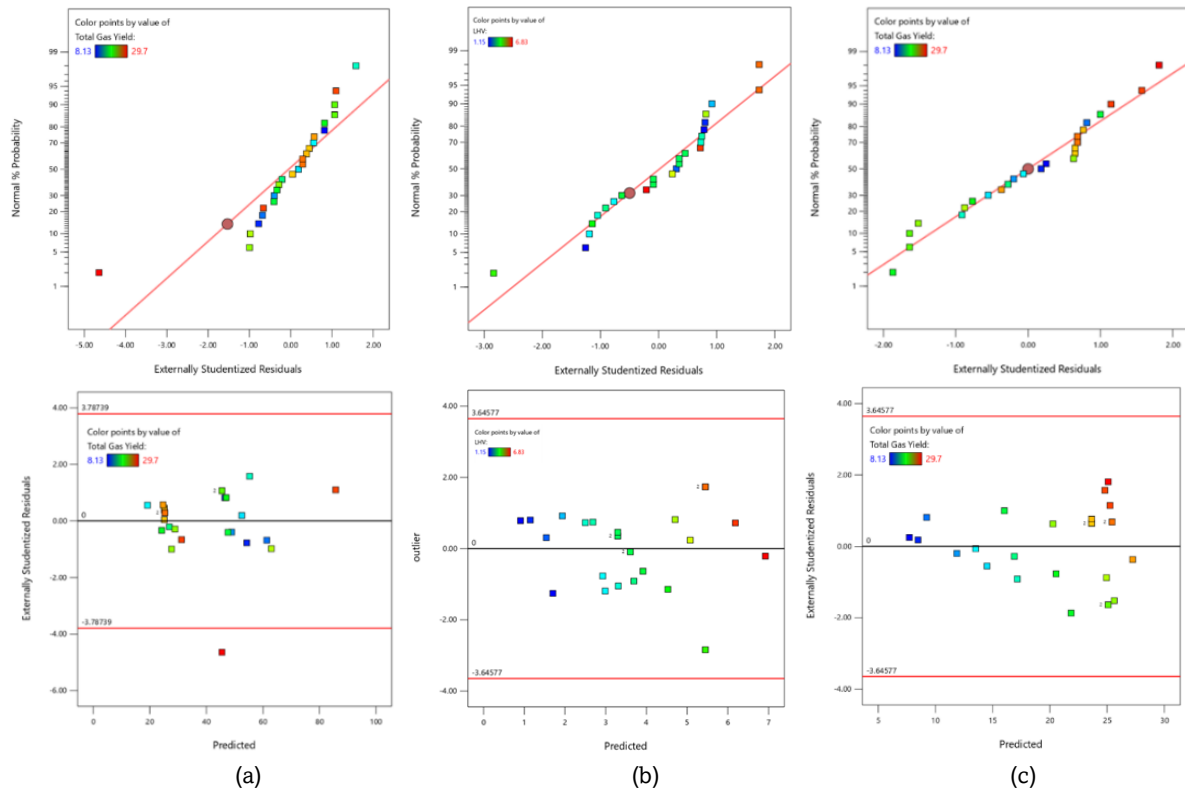 Color points by value of
Total Gas Yield:
8.13 29.7
99
95
90
80
70
50
30
20
10
5
1
Normal % Probability
-5.00 -4.00 -3.00 -2.00 -1.00 0.00 1.00 2.00
Externally Studentized Residuals
Color points by value of
LHV:
1.15 6.83
99
95
90
80
70
50
30
20
10
5
1
Normal % Probability
-3.00 -2.00 -1.00 0.00 1.00 2.00
Externally Studentized Residuals
Color points by value of
Total Gas Yield:
8.13 29.7
99
95
90
80
70
50
30
20
10
5
1
Normal % Probability
-2.00 -1.00 0.00 1.00 2.00
Externally Studentized Residuals
4.00
3.78739
Color points by value of
Total Gas Yield:
8.13 29.7
2.00
2
2
0
0.00
-2.00
-3.78739
-4.00
-6.00
Externally Studentized Residuals
0 20 40 60 80 100
Predicted
(a)
4.00
3.64577
Color points by value of
LHV:
1.15 6.83
2.00
2
2
2
0
0.00
-2.00
-3.64577
-4.00
outlier
0 1 2 3 4 5 6 7
Predicted
(b)
4.00
3.64577
Color points by value of
Total Gas Yield:
8.13 29.7
2.00
2
2
0
0.00
2
-2.00
-3.64577
-4.00
Externally Studentized Residuals
5 10 15 20 25 30
Predicted
(c)